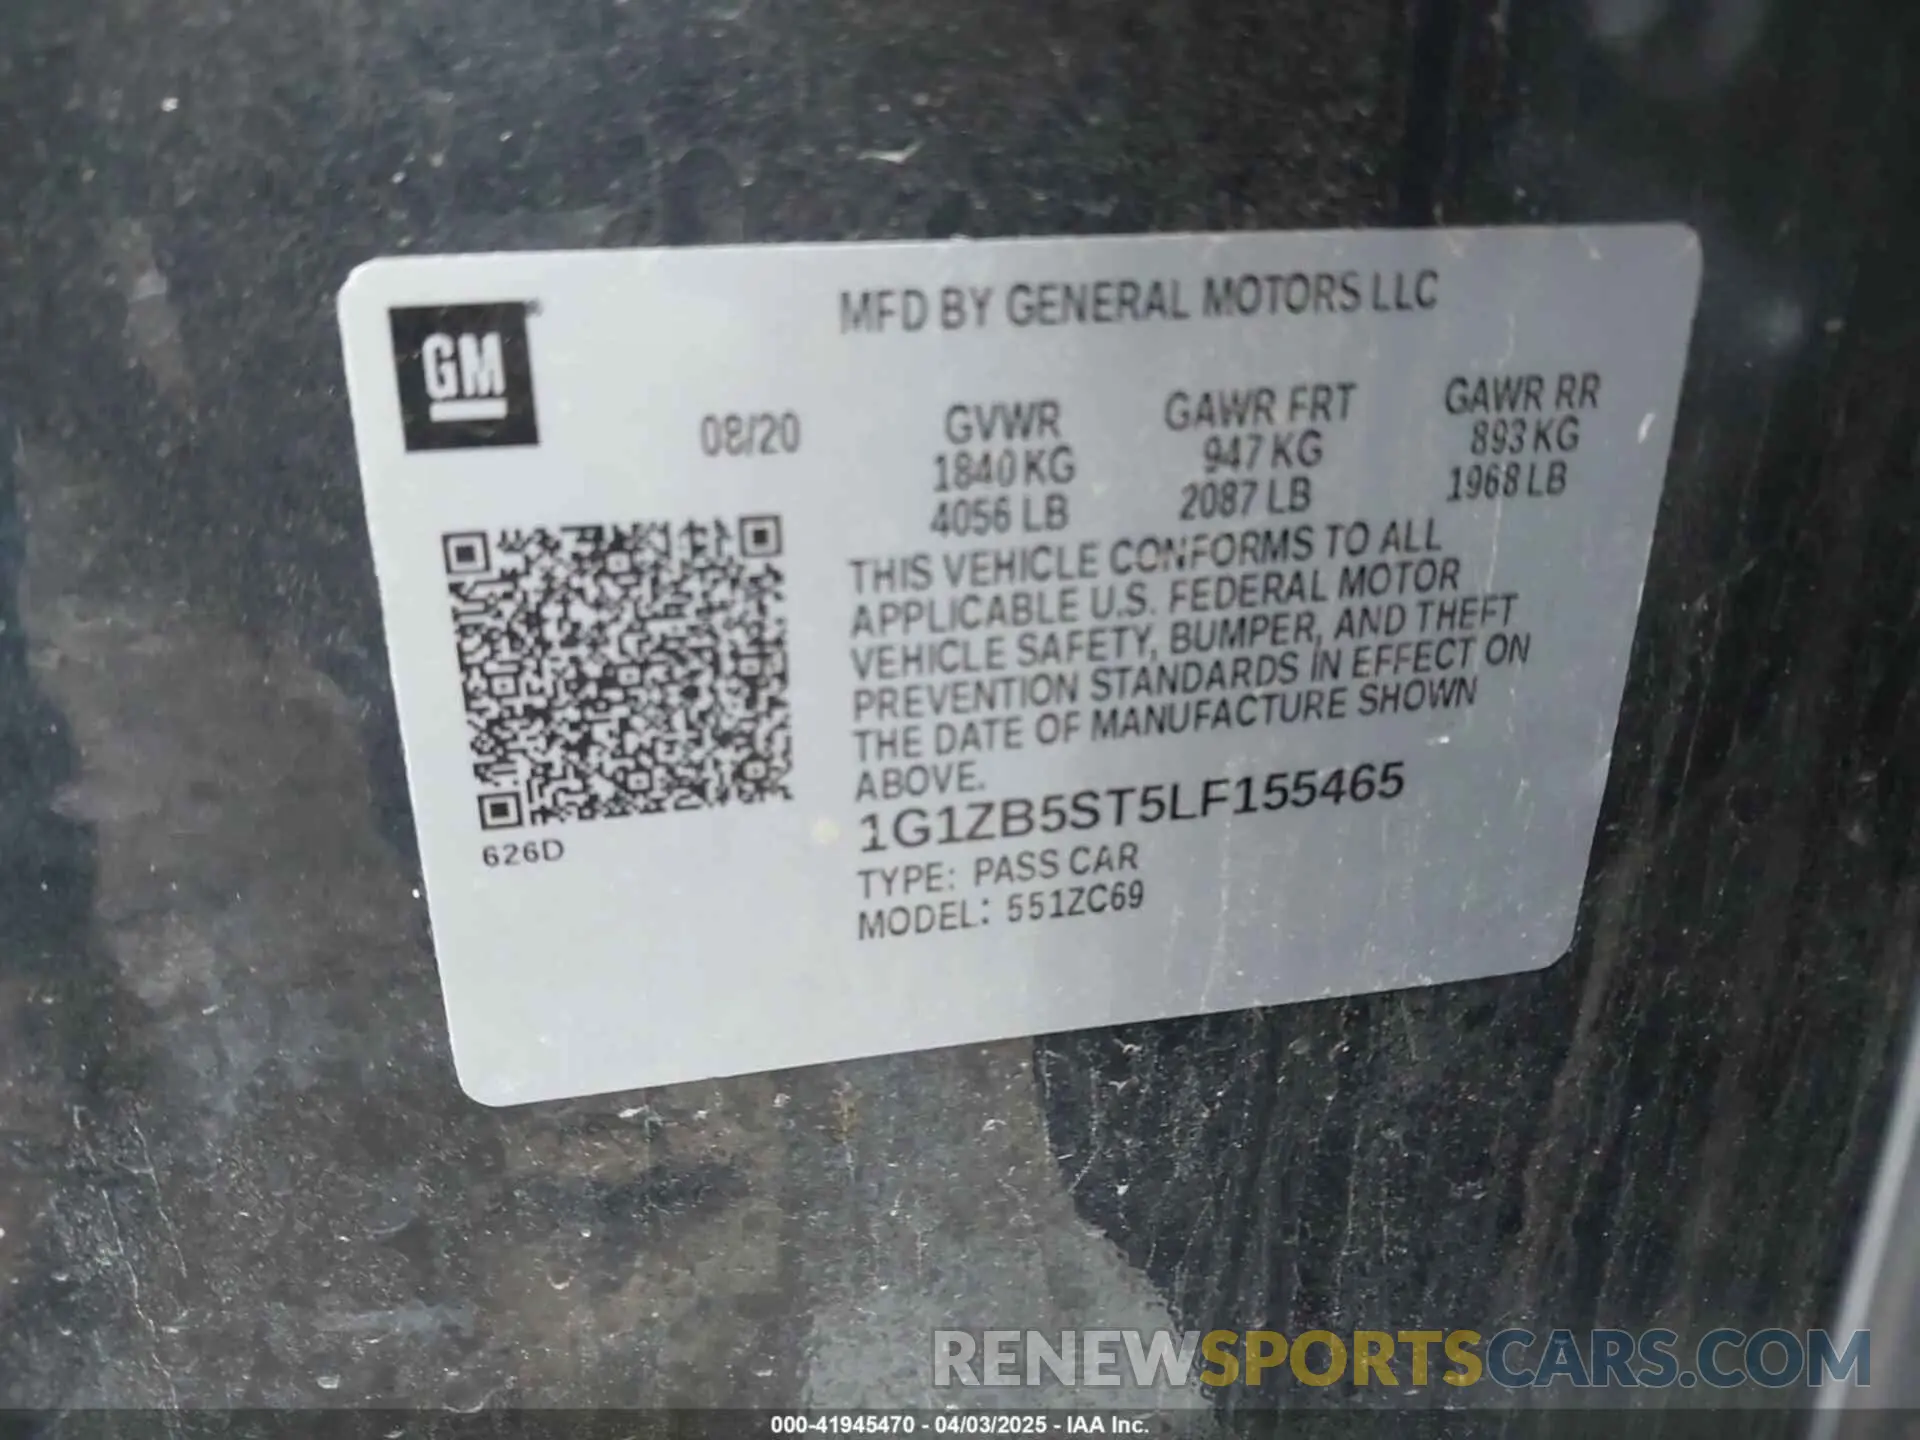 GM
MFD BY GENERAL MOTORS LLC
08/20
GVWR
1840 KG
4056 LB
GAWR FRT
947 KG
2087 LB
GAWR RR
893 KG
1968 LB
THIS VEHICLE CONFORMS TO ALL
APPLICABLE U.S. FEDERAL MOTOR
VEHICLE SAFETY, BUMPER, AND THEFT
PREVENTION STANDARDS IN EFFECT ON
THE DATE OF MANUFACTURE SHOWN
ABOVE.
1G1ZB5ST5LF155465
TYPE: PASS CAR
MODEL: 551ZC69
626D
RENEWSPORTSCARS.COM
000-41945470 - 04/03/2025 - IAA Inc.